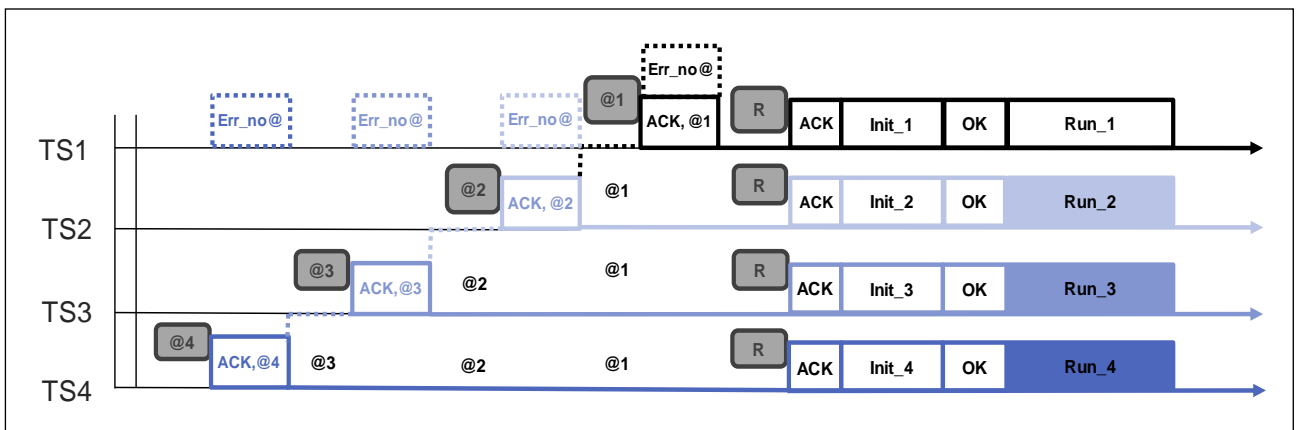 Err_no@
Err_no@ Err_no@ Err_no@ @1 ACK, @1 R ACK Init_1 OK Run_1
TS1
@2 ACK, @2 @1 R ACK Init_2 OK Run_2
TS2
@3 ACK,@3 @2 @1 R ACK Init_3 OK Run_3
TS3
@4 ACK,@4 @3 @2 @1 R ACK Init_4 OK Run_4
TS4